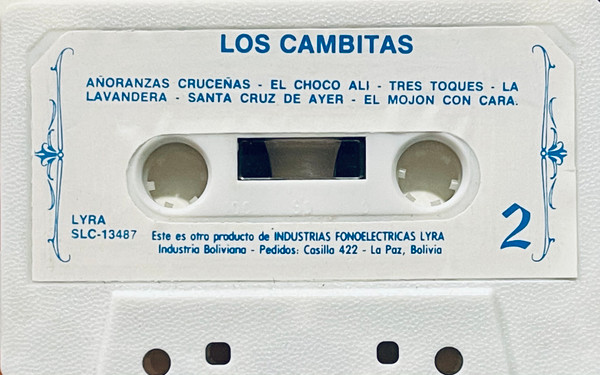 LOS CAMBITAS
AÑORANZAS CRUCEÑAS - EL CHOCO ALI - TRES TOQUES - LA
LAVANDERA - SANTA CRUZ DE AYER - EL MOJON CON CARA.
LYRA
SLC-13487
Este es otro producto de INDUSTRIAS FONOELECTRICAS LYRA
Industria Boliviana - Pedidos: Casilla 422 - La Paz, Bolivia
2